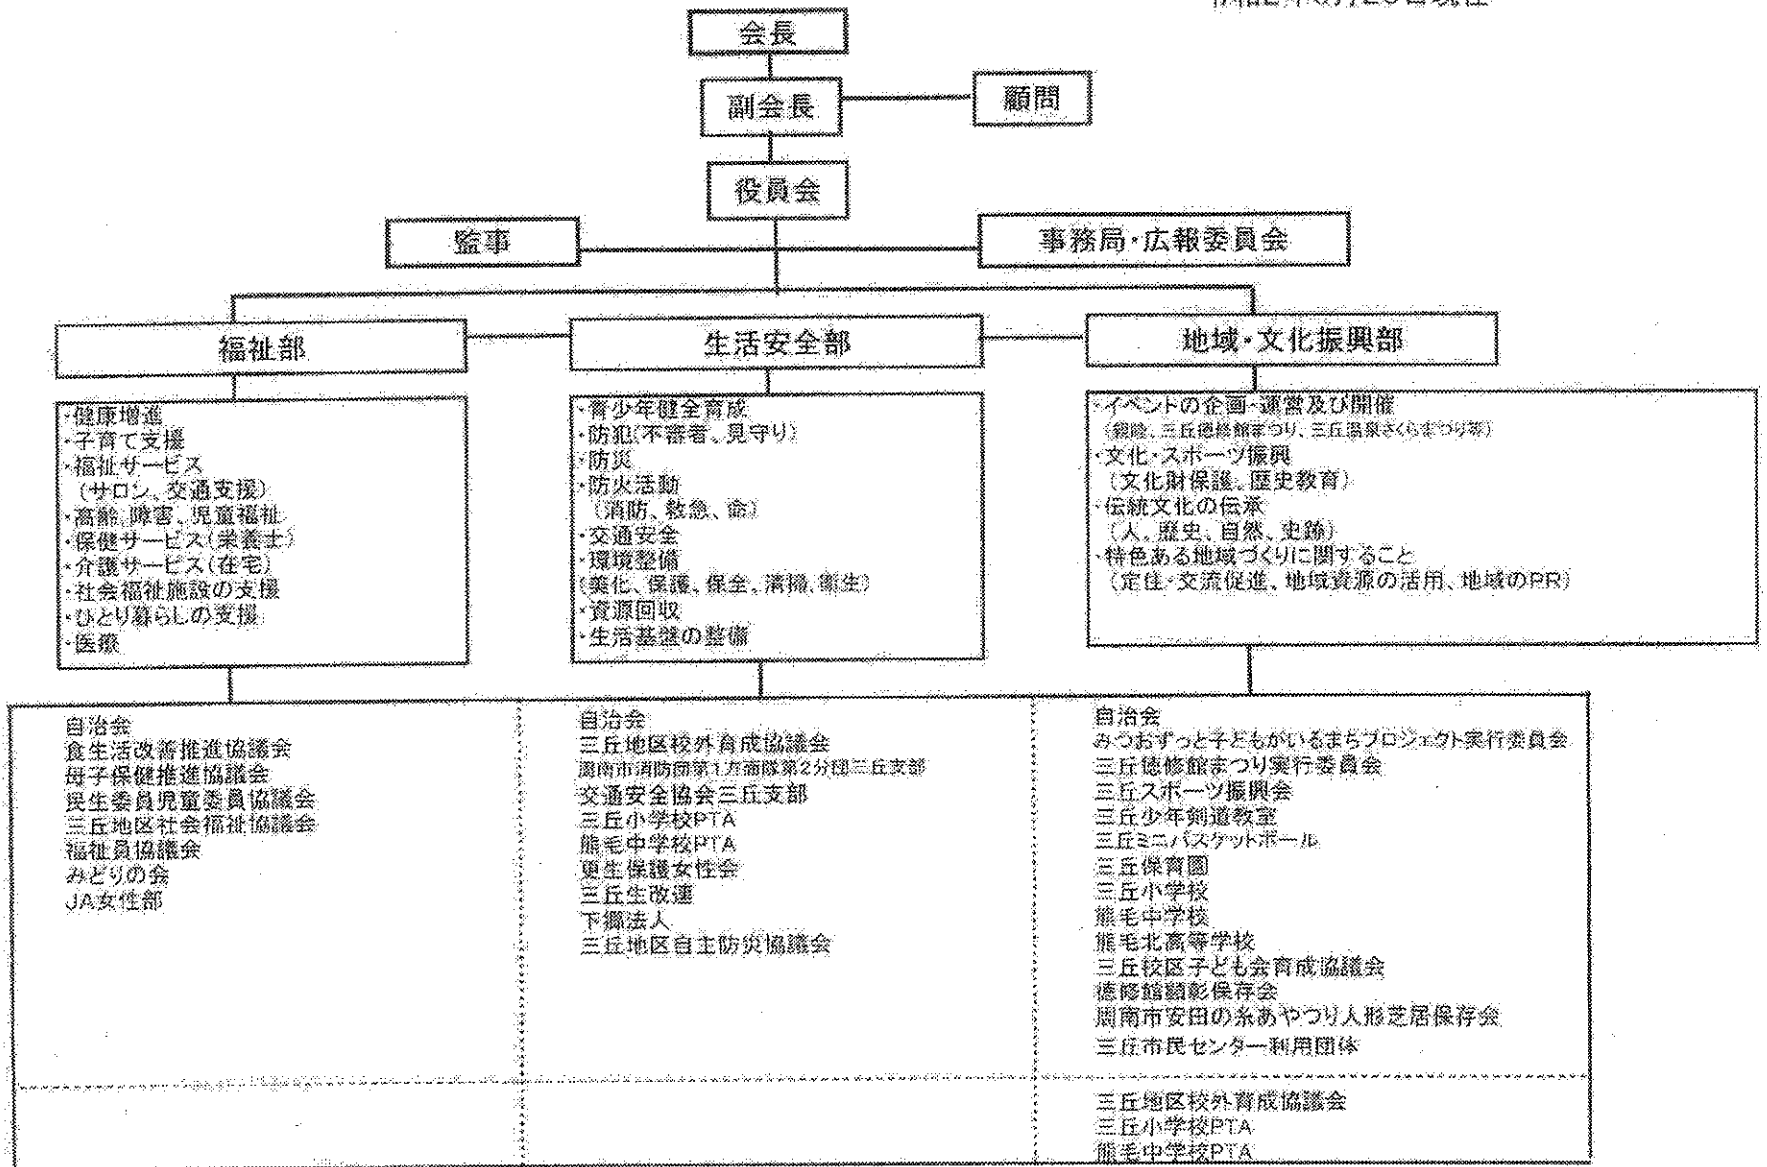 会長
副会長
顧問
役員会
監事
事務局・広報委員会
福祉部
・健康増進
・子育て支援
・福祉サービス
(サロン、交通支援)
・高齢、障害、児童福祉
・保健サービス(栄養士)
・介護サービス(在宅)
・社会福祉施設の支援
・ひとり暮らしの支援
・医療
生活安全部
・青少年健全育成
・防犯(不審者、見守り)
・防災
・防火活動
(消防、救急、命)
・交通安全
・環境整備
(美化、保護、保全、清掃、衛生)
・資源回収
・生活基盤の整備
地域・文化振興部
・イベントの企画・運営及び開催
(親睦、三丘徳修館まつり、三丘温泉さくらまつり等)
・文化・スポーツ振興
(文化財保護、歴史教育)
・伝統文化の伝承
(人、歴史、自然、史跡)
・特色ある地域づくりに関すること
(定住・交流促進、地域資源の活用、地域のPR)
自治会
食生活改善推進協議会
母子保健推進協議会
民生委員児童委員協議会
三丘地区社会福祉協議会
福祉員協議会
みどりの会
JA女性部
自治会
三丘地区校外育成協議会
周南市消防団第1方面隊第2分団三丘支部
交通安全協会三丘支部
三丘小学校PTA
熊毛中学校PTA
更生保護女性会
三丘生改連
下郷法人
三丘地区自主防災協議会
自治会
みつおずっと子どもがいるまちプロジェクト実行委員会
三丘徳修館まつり実行委員会
三丘スポーツ振興会
三丘少年剣道教室
三丘ミニバスケットボール
三丘保育園
三丘小学校
熊毛中学校
熊毛北高等学校
三丘校区子ども会育成協議会
徳修館顕彰保存会
周南市安田の糸あやつり人形芝居保存会
三丘市民センター利用団体
三丘地区校外育成協議会
三丘小学校PTA
熊毛中学校PTA